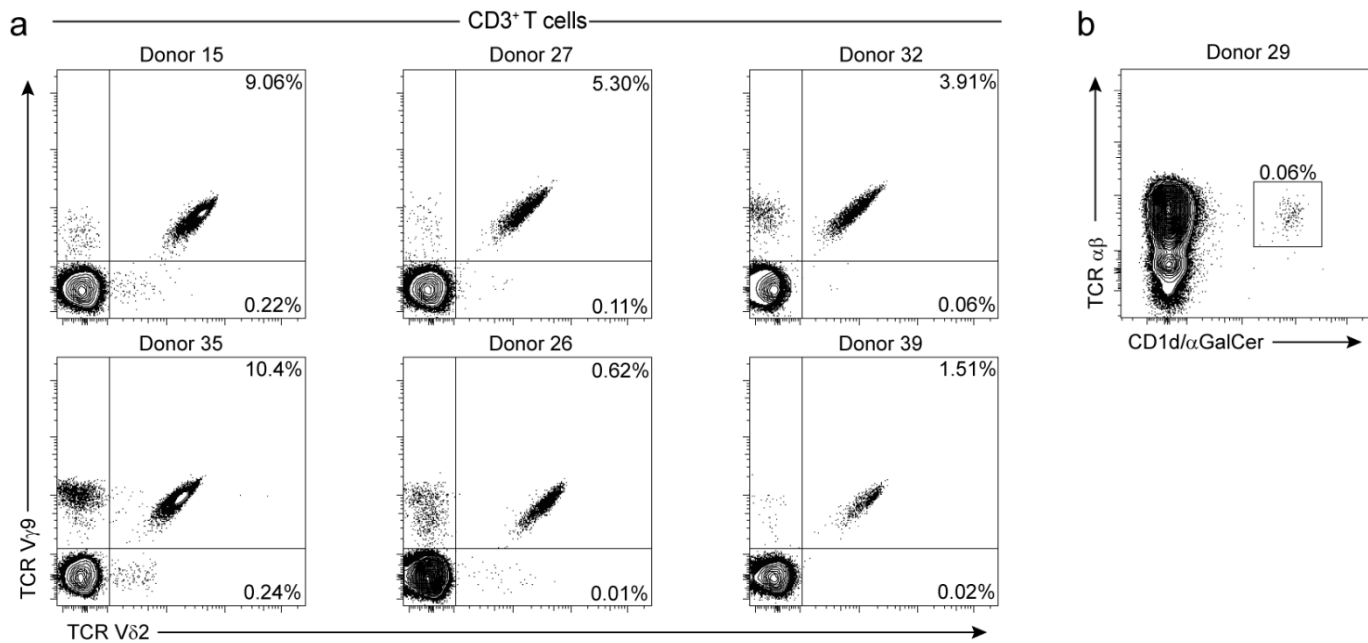 a
CD3⁺ T cells
b
Donor 15
Donor 27
Donor 32
Donor 29
9.06%
5.30%
3.91%
0.22%
0.11%
0.06%
0.06%
TCR αβ
CD1d/αGalCer
Donor 35
Donor 26
Donor 39
10.4%
0.62%
1.51%
0.24%
0.01%
0.02%
TCR Vγ9
TCR Vδ2